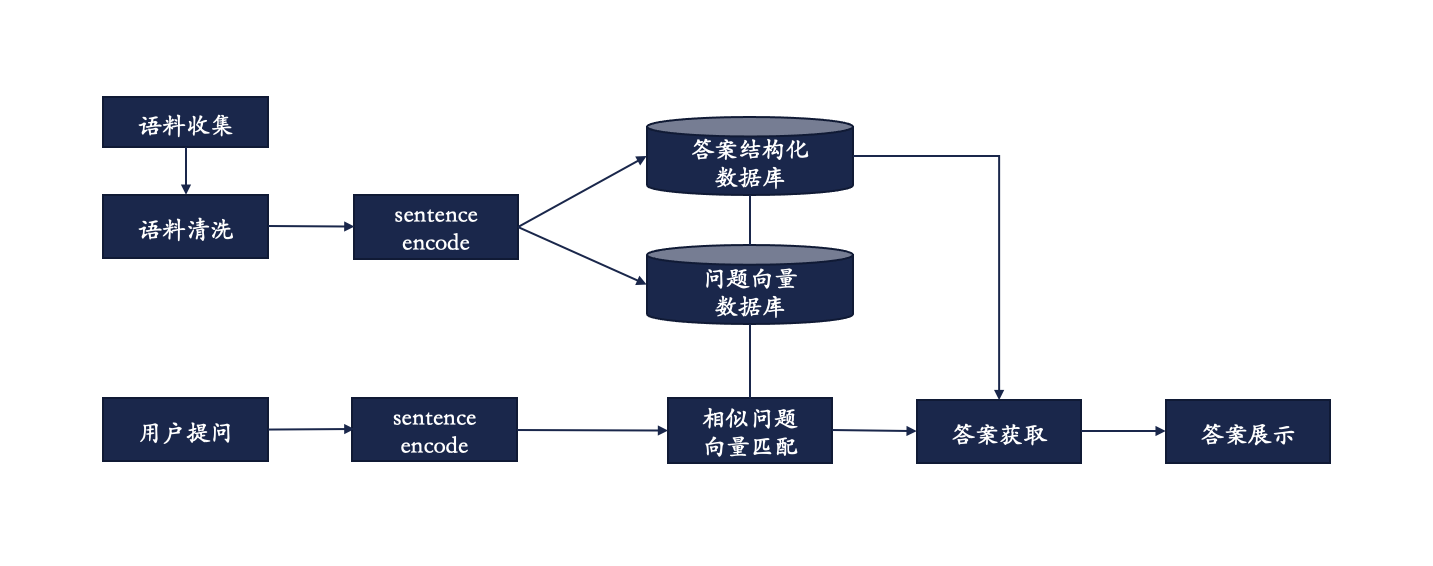 语料收集
语料清洗
sentence
encode
答案结构化
数据库
问题向量
数据库
用户提问
sentence
encode
相似问题
向量匹配
答案获取
答案展示